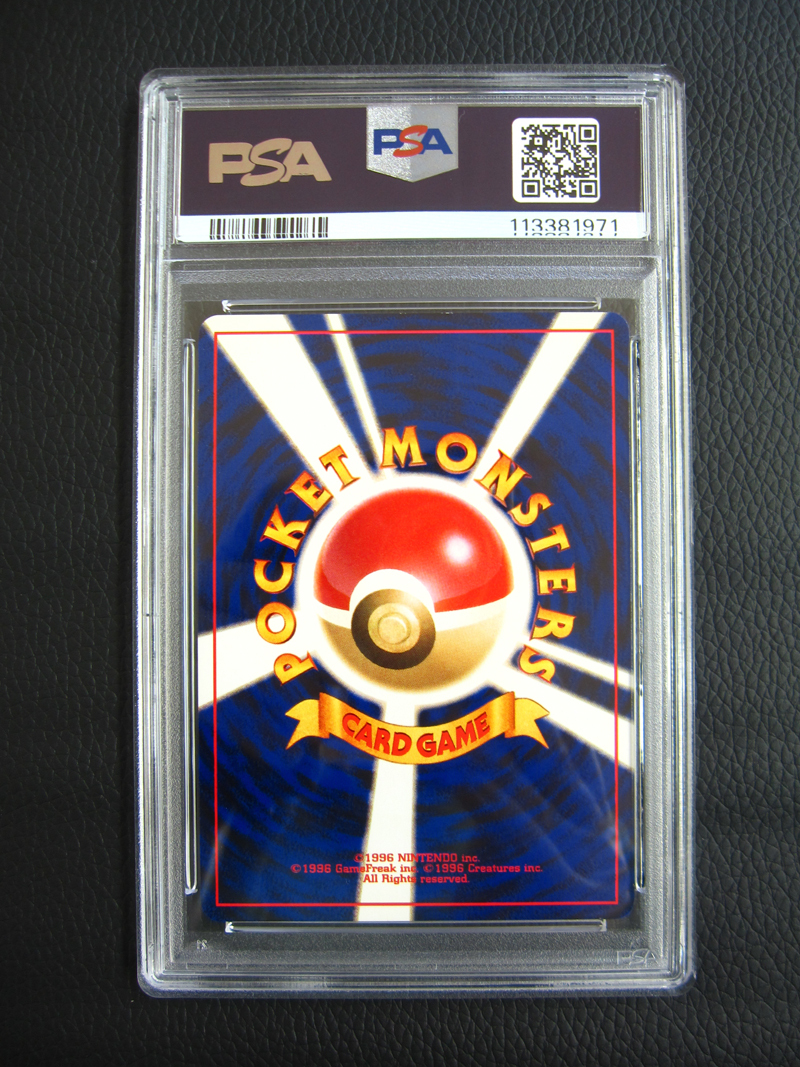 PSA
PSA
113381971
POCKET MONSTERS
CARD GAME
©1996 NINTENDO inc.
©1996 GameFreak inc. ©1996 Creatures inc.
All Rights reserved.
PSA